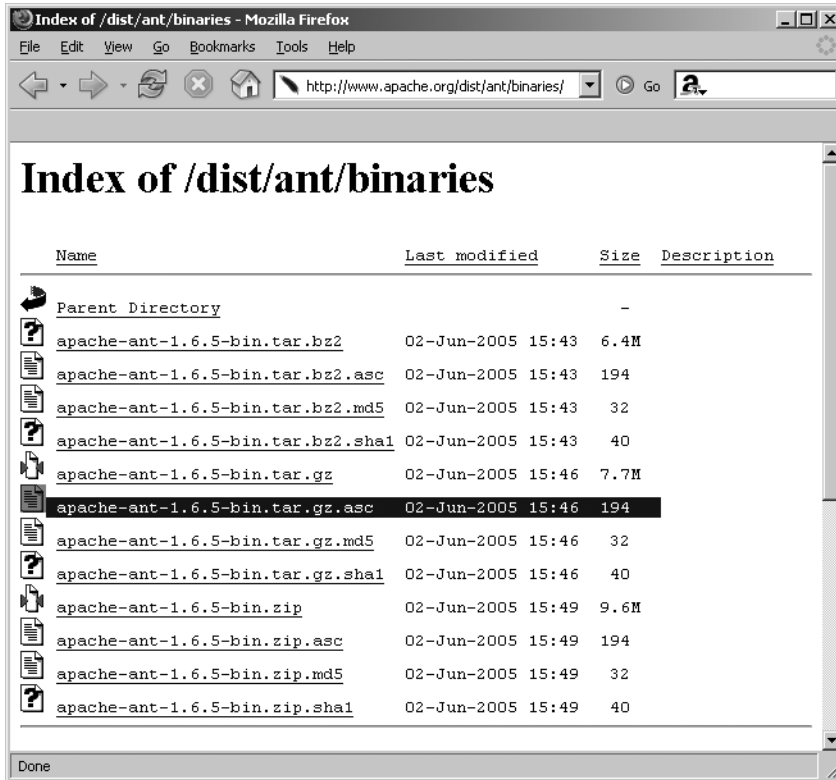 Index of /dist/ant/binaries - Mozilla Firefox
File Edit View Go Bookmarks Tools Help
http://www.apache.org/dist/ant/binaries/ Go a.
Index of /dist/ant/binaries
Name Last modified Size Description
Parent Directory -
apache-ant-1.6.5-bin.tar.bz2 02-Jun-2005 15:43 6.4M
apache-ant-1.6.5-bin.tar.bz2.asc 02-Jun-2005 15:43 194
apache-ant-1.6.5-bin.tar.bz2.md5 02-Jun-2005 15:43 32
apache-ant-1.6.5-bin.tar.bz2.sha1 02-Jun-2005 15:43 40
apache-ant-1.6.5-bin.tar.gz 02-Jun-2005 15:46 7.7M
apache-ant-1.6.5-bin.tar.gz.asc 02-Jun-2005 15:46 194
apache-ant-1.6.5-bin.tar.gz.md5 02-Jun-2005 15:46 32
apache-ant-1.6.5-bin.tar.gz.sha1 02-Jun-2005 15:46 40
apache-ant-1.6.5-bin.zip 02-Jun-2005 15:49 9.6M
apache-ant-1.6.5-bin.zip.asc 02-Jun-2005 15:49 194
apache-ant-1.6.5-bin.zip.md5 02-Jun-2005 15:49 32
apache-ant-1.6.5-bin.zip.sha1 02-Jun-2005 15:49 40
Done